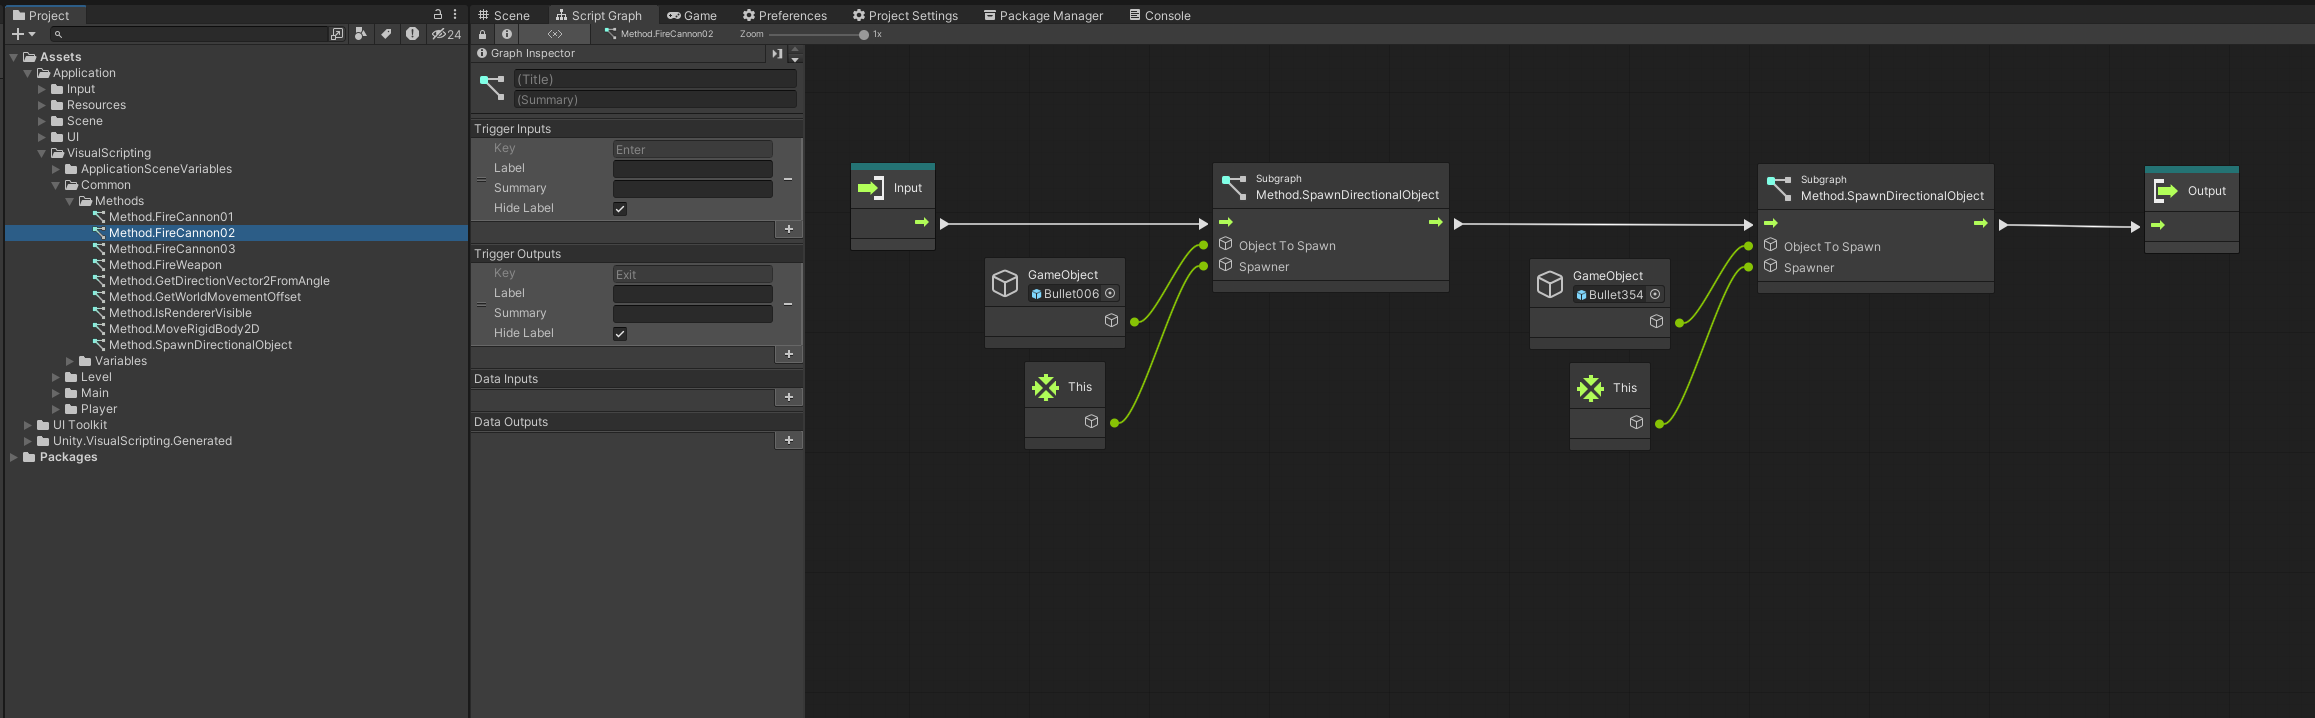 Project
24
Assets
Application
Input
Resources
Scene
UI
VisualScripting
ApplicationSceneVariables
Common
Methods
Method.FireCannon01
Method.FireCannon02
Method.FireCannon03
Method.FireWeapon
Method.GetDirectionVector2FromAngle
Method.GetWorldMovementOffset
Method.IsRendererVisible
Method.MoveRigidBody2D
Method.SpawnDirectionalObject
Variables
Level
Main
Player
UI Toolkit
Unity.VisualScripting.Generated
Packages
Scene
Script Graph
Game
Preferences
Project Settings
Package Manager
Console
<×>
Method.FireCannon02
Zoom
1x
Graph Inspector
(Title)
(Summary)
Trigger Inputs
Key Enter
Label
Summary
Hide Label
Trigger Outputs
Key Exit
Label
Summary
Hide Label
Data Inputs
Data Outputs
Input
GameObject
Bullet006
This
Subgraph
Method.SpawnDirectionalObject
Object To Spawn
Spawner
GameObject
Bullet354
This
Subgraph
Method.SpawnDirectionalObject
Object To Spawn
Spawner
Output